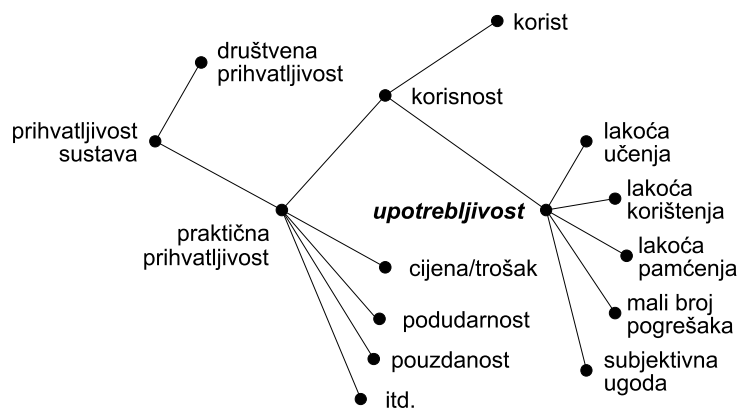 korist
društvena
prihvatljivost
korisnost
prihvatljivost
sustava
lakoća
učenja
lakoća
korištenja
upotrebljivost
praktična
prihvatljivost
lakoća
pamćenja
cijena/trošak
mali broj
pogrešaka
podudarnost
pouzdanost
subjektivna
ugoda
itd.